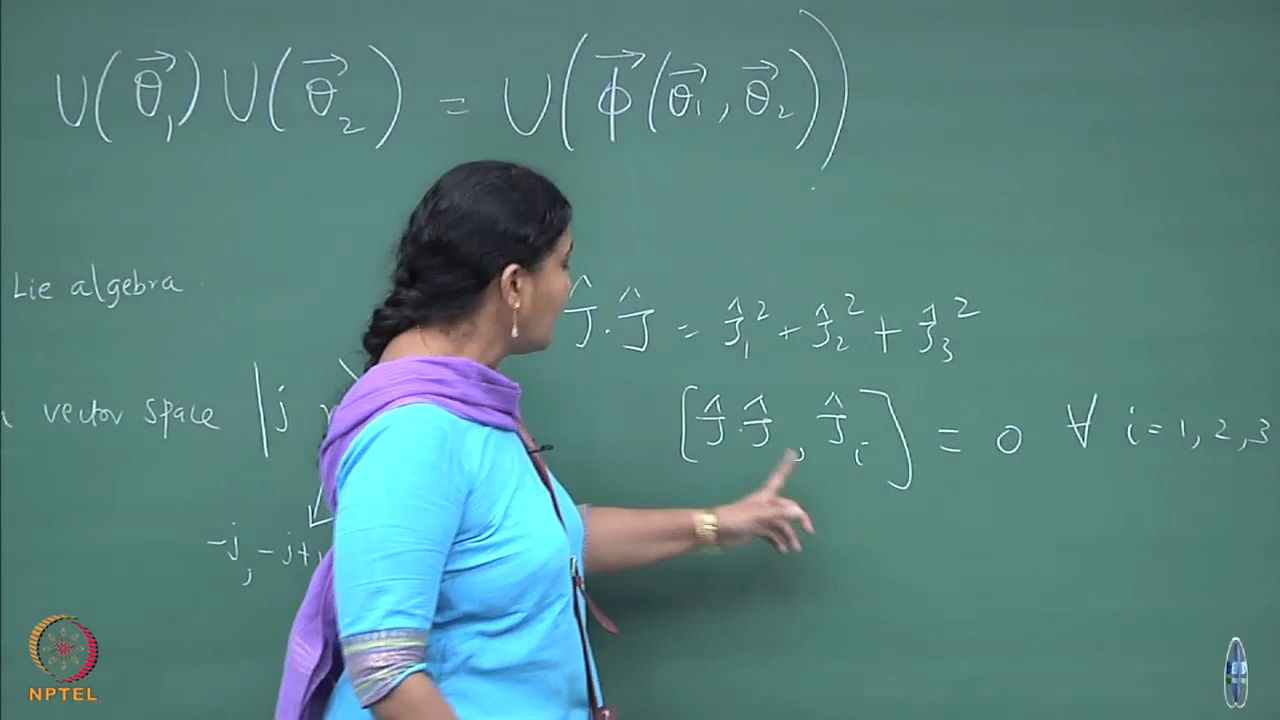 U(θ⃗₁) U(θ⃗₂) = U(ϕ⃗(θ⃗₁, θ⃗₂))
Lie algebra
Ĵ.Ĵ = Ĵ₁² + Ĵ₂² + Ĵ₃²
vector space |j
[Ĵ.Ĵ, Ĵᵢ] = 0 ∀ i = 1, 2, 3
-j, -j+
NPTEL